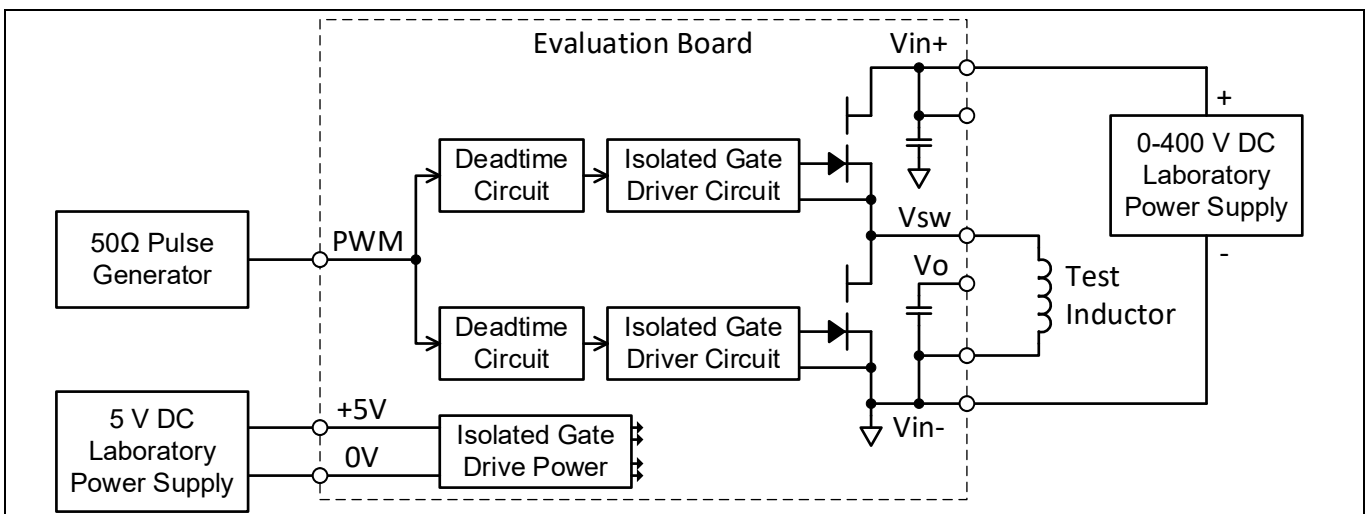 Evaluation Board
Vin+
+
0-400 V DC
Laboratory
Power Supply
-
Deadtime
Circuit
Isolated Gate
Driver Circuit
Vsw
50Ω Pulse
Generator
PWM
Vo
Test
Inductor
Deadtime
Circuit
Isolated Gate
Driver Circuit
Vin-
5 V DC
Laboratory
Power Supply
+5V
0V
Isolated Gate
Drive Power